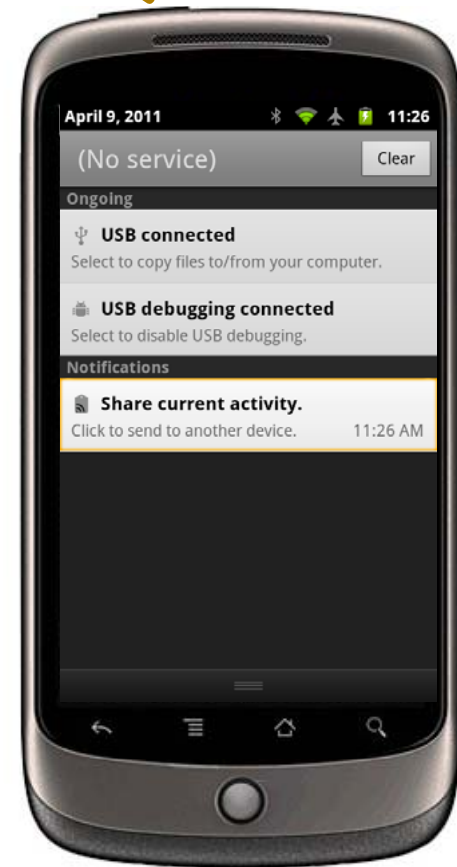 April 9, 2011 11:26
(No service) Clear
Ongoing
USB connected
Select to copy files to/from your computer.
USB debugging connected
Select to disable USB debugging.
Notifications
Share current activity.
Click to send to another device. 11:26 AM